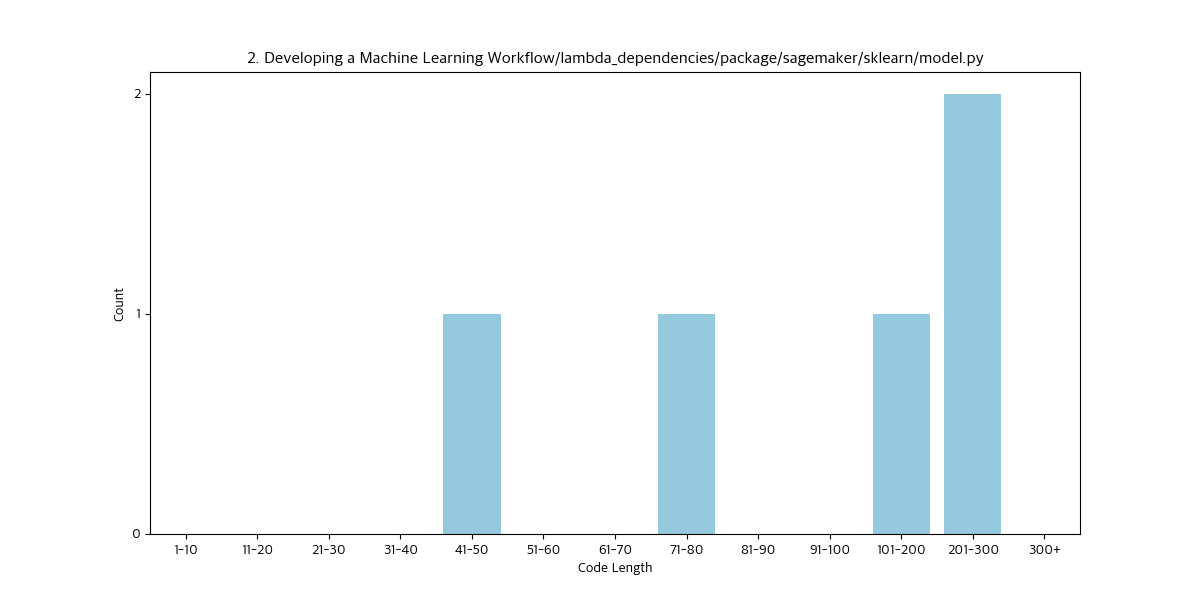 2. Developing a Machine Learning Workflow/lambda_dependencies/package/sagemaker/sklearn/model.py
2
1
0
Count
1-10 11-20 21-30 31-40 41-50 51-60 61-70 71-80 81-90 91-100 101-200 201-300 300+
Code Length